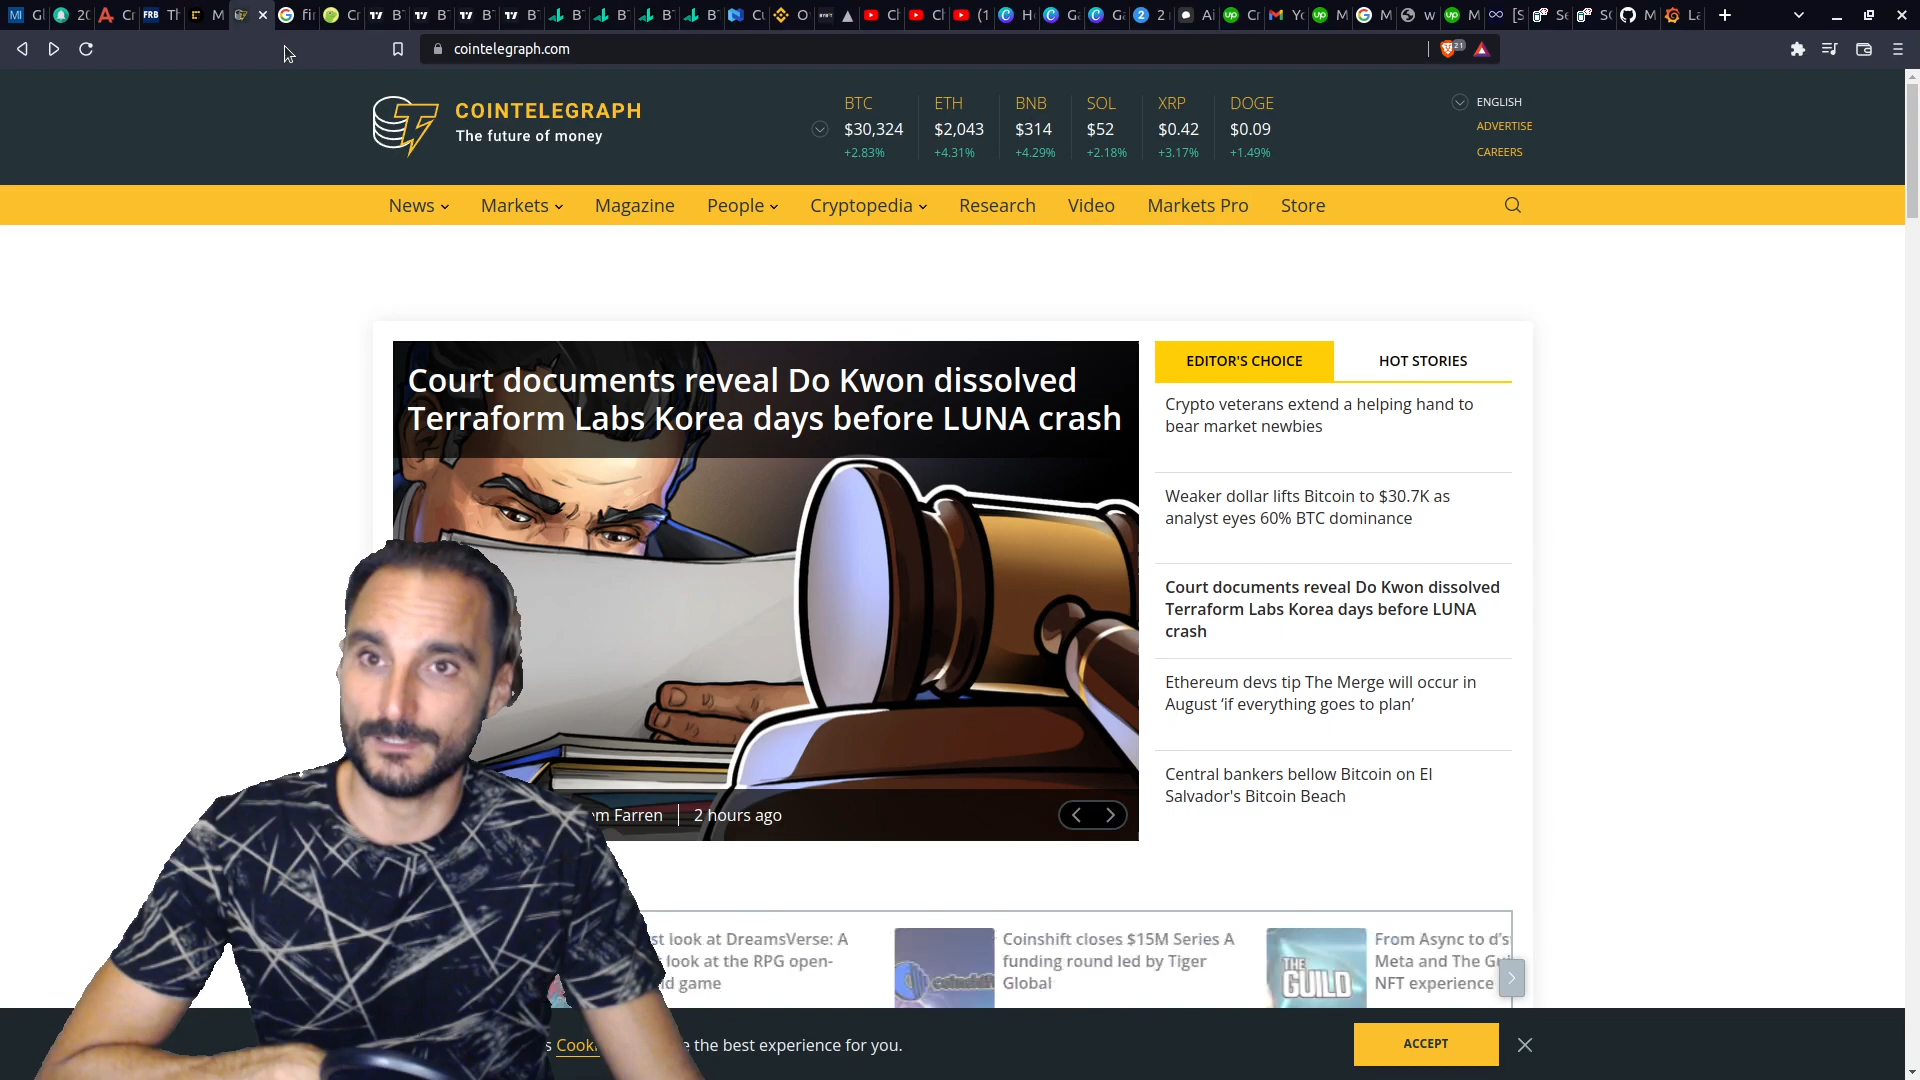 cointelegraph.com
21
COINTELEGRAPH
The future of money
BTC
$30,324
+2.83%
ETH
$2,043
+4.31%
BNB
$314
+4.29%
SOL
$52
+2.18%
XRP
$0.42
+3.17%
DOGE
$0.09
+1.49%
ENGLISH
ADVERTISE
CAREERS
News Markets Magazine People Cryptopedia Research Video Markets Pro Store
Court documents reveal Do Kwon dissolved
Terraform Labs Korea days before LUNA crash
Farren 2 hours ago
EDITOR'S CHOICE HOT STORIES
Crypto veterans extend a helping hand to
bear market newbies
Weaker dollar lifts Bitcoin to $30.7K as
analyst eyes 60% BTC dominance
Court documents reveal Do Kwon dissolved
Terraform Labs Korea days before LUNA
crash
Ethereum devs tip The Merge will occur in
August ‘if everything goes to plan’
Central bankers bellow Bitcoin on El
Salvador's Bitcoin Beach
look at DreamsVerse: A
look at the RPG open-
game
Coinshift closes $15M Series A
funding round led by Tiger
Global
THE
GUILD
From Async to
Meta and The
NFT experience
the best experience for you.
ACCEPT